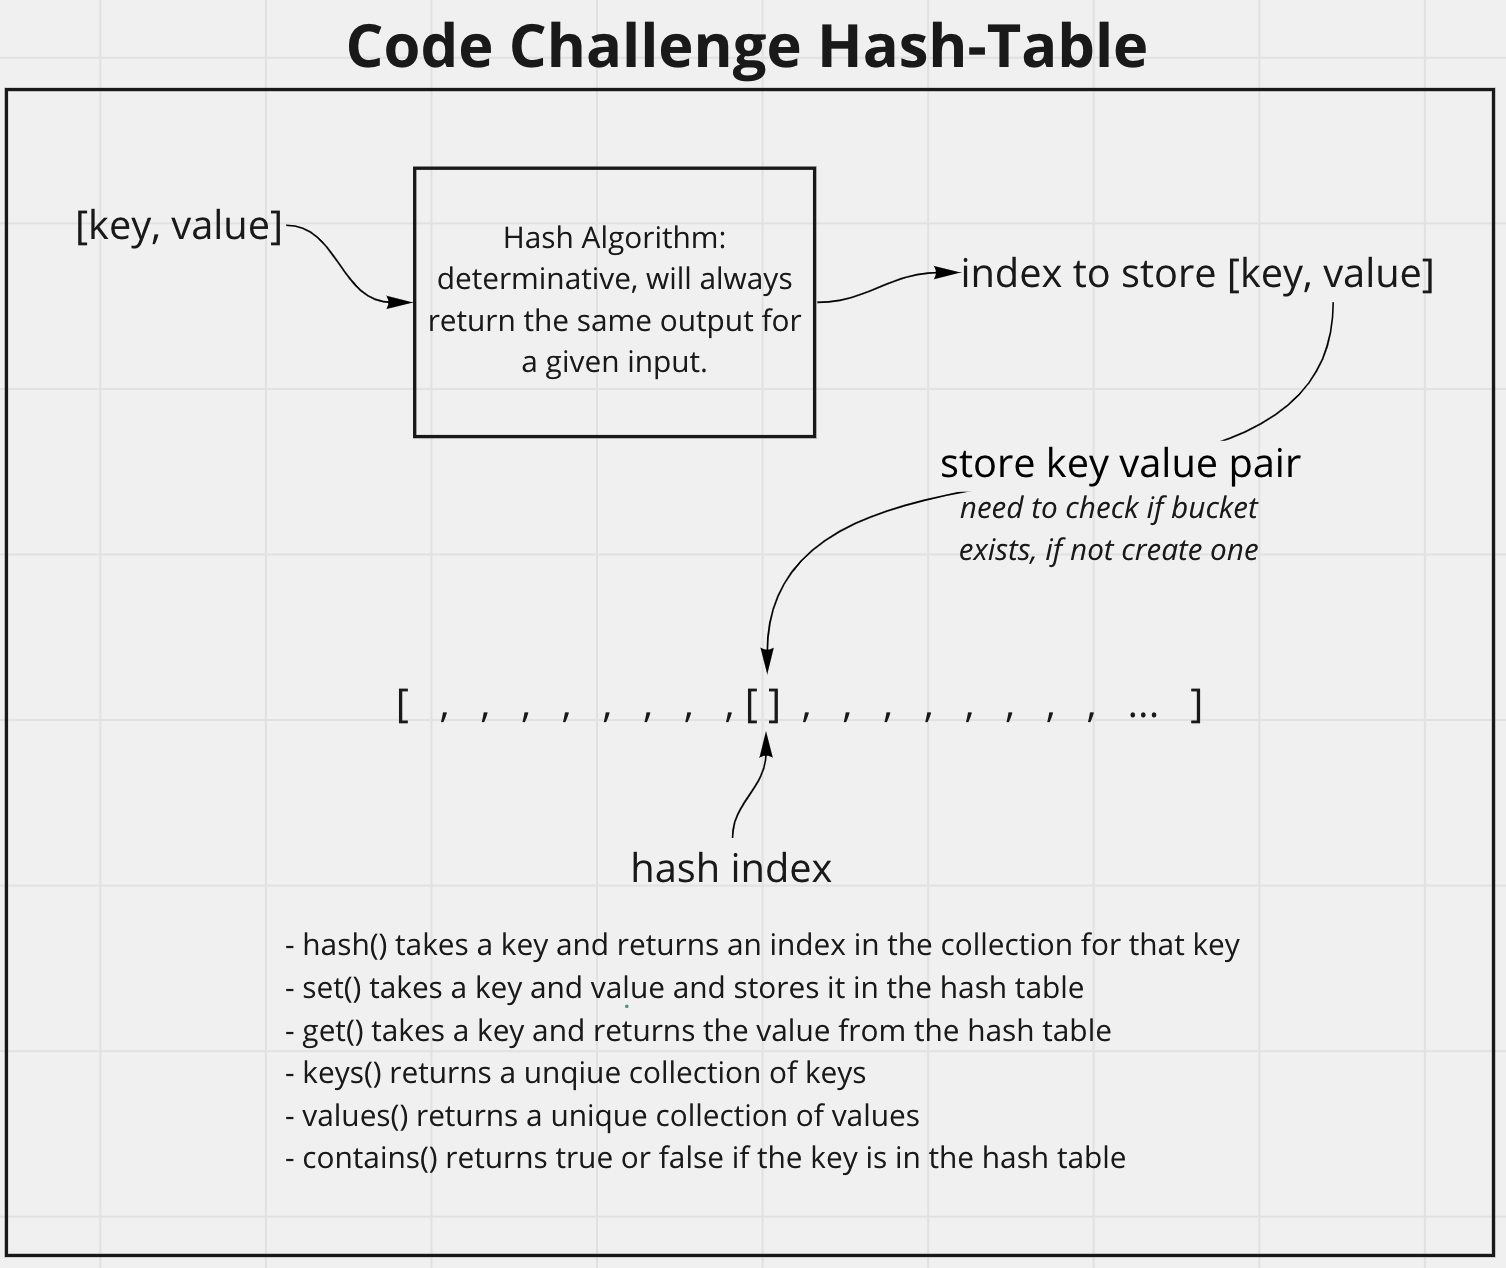 Code Challenge Hash-Table
[key, value]
Hash Algorithm:
determinative, will always
return the same output for
a given input.
index to store [key, value]
store key value pair
need to check if bucket
exists, if not create one
[ , , , , , , , , [ ] , , , , , , , , ... ]
hash index
- hash() takes a key and returns an index in the collection for that key
- set() takes a key and value and stores it in the hash table
- get() takes a key and returns the value from the hash table
- keys() returns a unqiue collection of keys
- values() returns a unique collection of values
- contains() returns true or false if the key is in the hash table